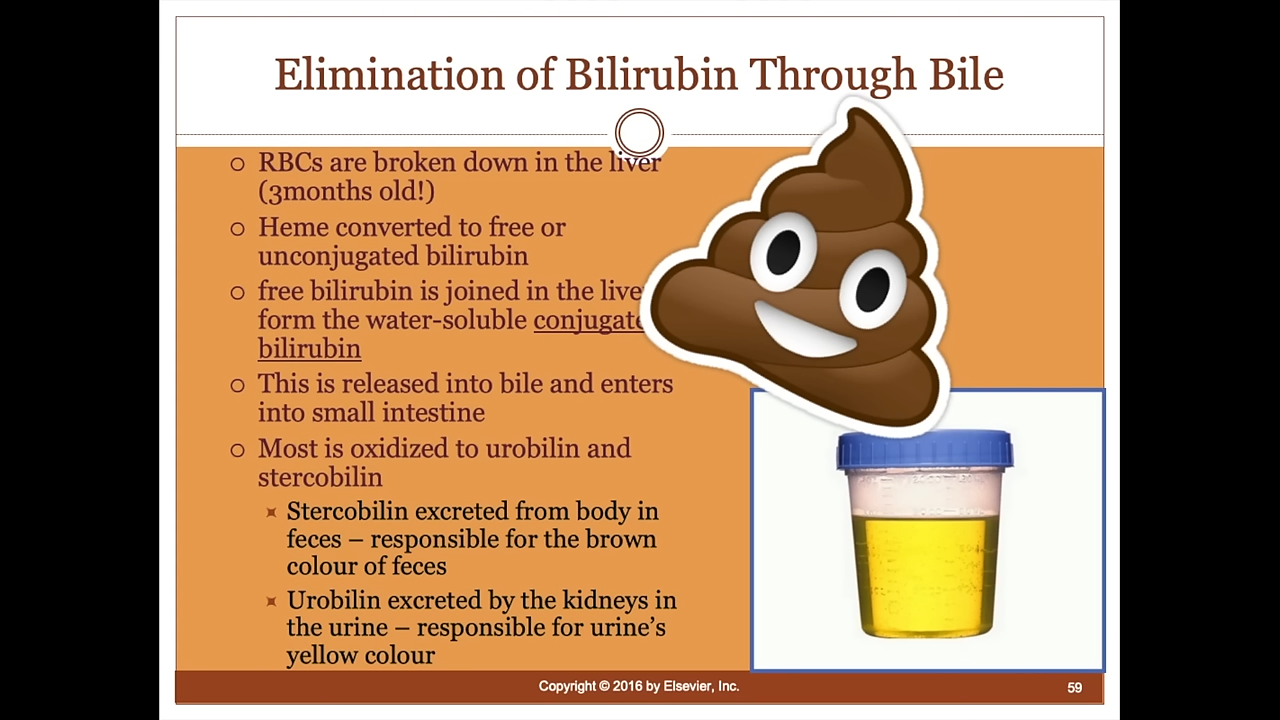 Elimination of Bilirubin Through Bile
RBCs are broken down in the liver
(3months old!)
Heme converted to free or
unconjugated bilirubin
free bilirubin is joined in the
form the water-soluble
bilirubin
This is released into bile and enters
into small intestine
Most is oxidized to urobilin and
stercobilin
Stercobilin excreted from body in
feces – responsible for the brown
colour of feces
Urobilin excreted by the kidneys in
the urine – responsible for urine's
yellow colour
Copyright © 2016 by Elsevier, Inc.
59